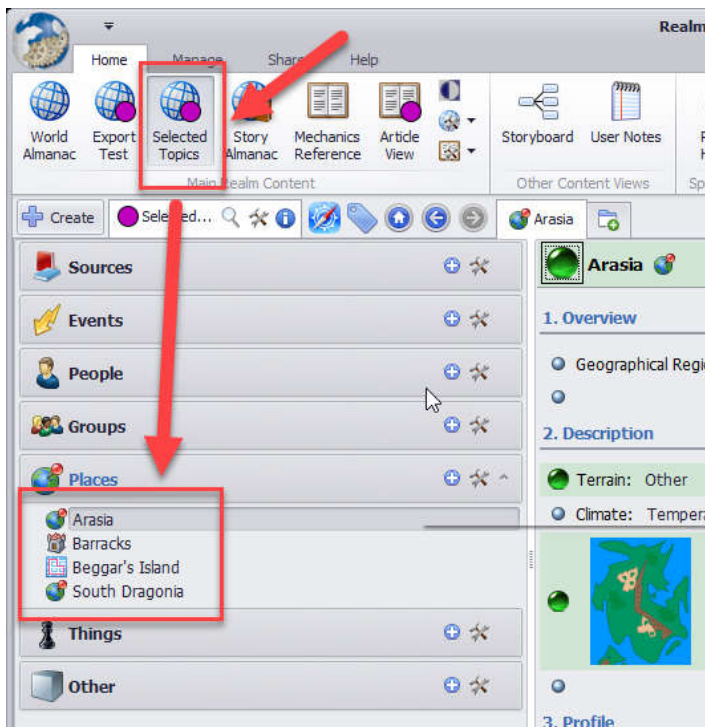 Realm
Home Manage Share Help
World Almanac
Export Test
Selected Topics
Story Almanac
Mechanics Reference
Article View
Storyboard
User Notes
Main Realm Content
Other Content Views
Create
Selected...
Arasia
Sources
Events
People
Groups
Places
Arasia
Barracks
Beggar's Island
South Dragonia
Things
Other
Arasia
1. Overview
Geographical Regi
2. Description
Terrain: Other
Climate: Tempera
3. Profile